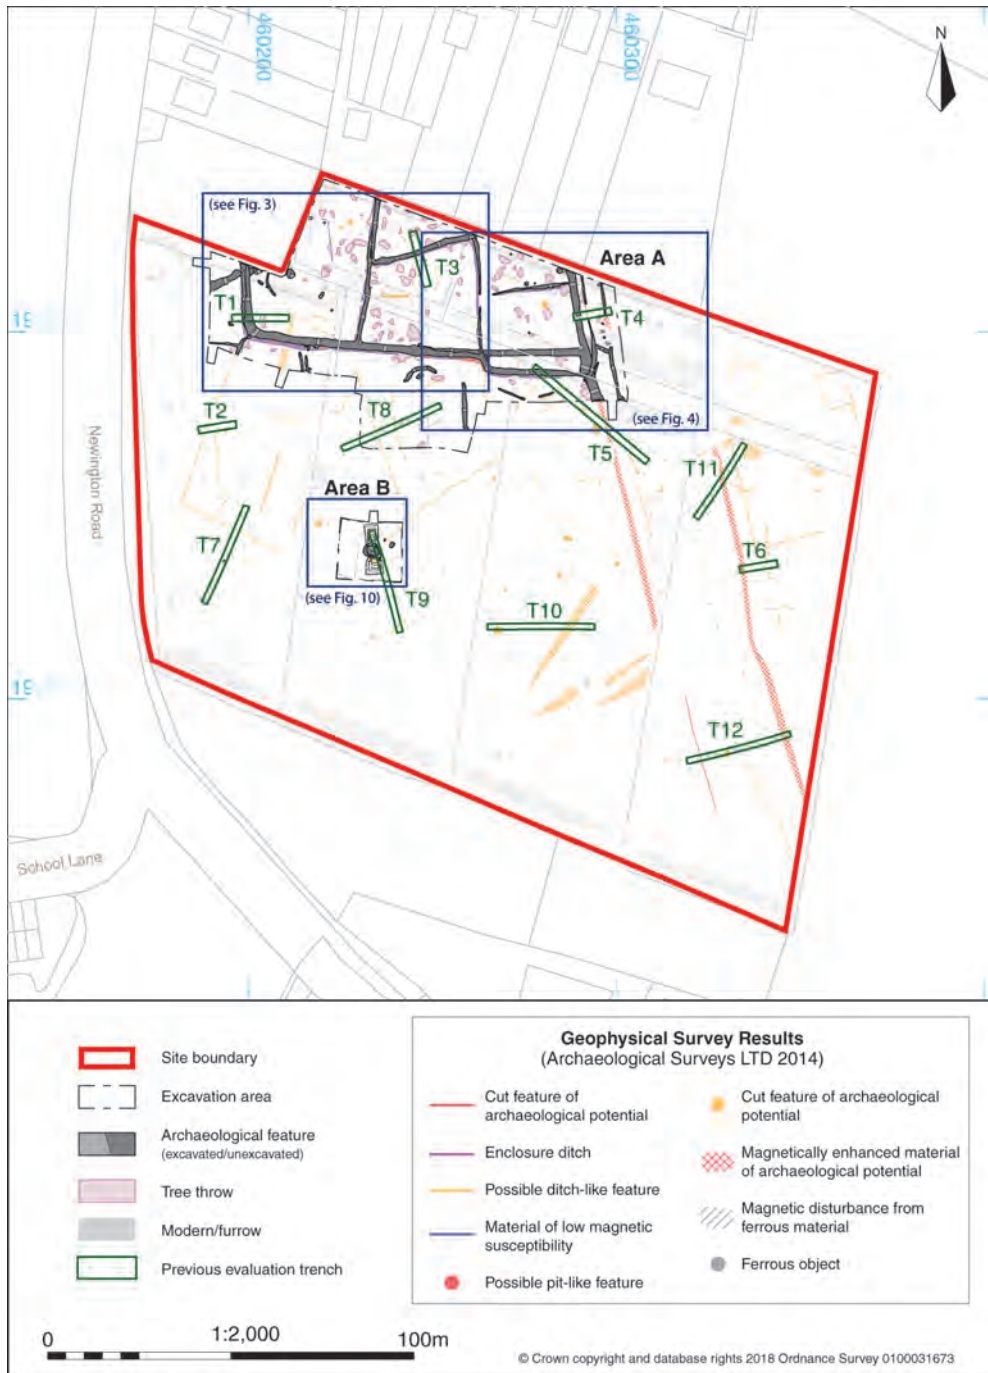 460200
460300
N
(see Fig. 3)
Area A
T3
T1
T4
T2
T8
(see Fig. 4)
T5
T11
Newington Road
Area B
T7
T6
(see Fig. 10)
T9
T10
T12
School Lane
Site boundary
Excavation area
Archaeological feature
(excavated/unexcavated)
Tree throw
Modern/furrow
Previous evaluation trench
Geophysical Survey Results
(Archaeological Surveys LTD 2014)
Cut feature of
archaeological potential
Enclosure ditch
Possible ditch-like feature
Material of low magnetic
susceptibility
Possible pit-like feature
Cut feature of archaeological
potential
Magnetically enhanced material
of archaeological potential
Magnetic disturbance from
ferrous material
Ferrous object
0
1:2,000
100m
© Crown copyright and database rights 2018 Ordnance Survey 0100031673